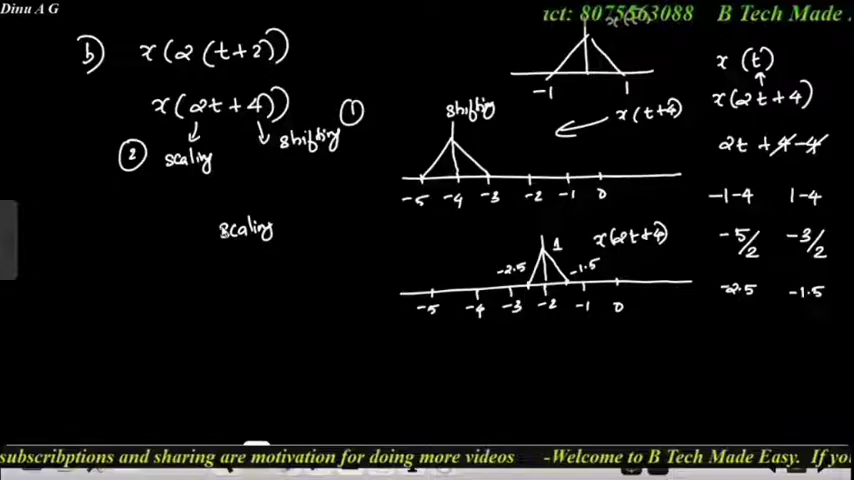 Dinu A G
ıct: 8075563088 B Tech Made .
b) x(2(t+2))
x(2t+4)) ①
② scaling
shifting
scaling
x(t)
-1 1
shifting
x(t+4)
-5 -4 -3 -2 -1 0
1 x(2t+4)
-2.5 -1.5
-5 -4 -3 -2 -1 0
x(t)
x(2t+4)
2t+4-4
-1-4 1-4
-5/2 -3/2
-2.5 -1.5
subscribptions and sharing are motivation for doing more videos -Welcome to B Tech Made Easy. If yo